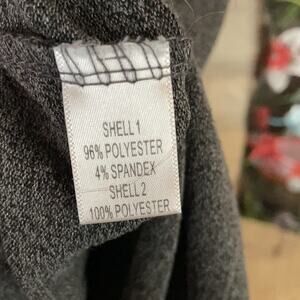 SHELL 1
96% POLYESTER
4% SPANDEX
SHELL 2
100% POLYESTER